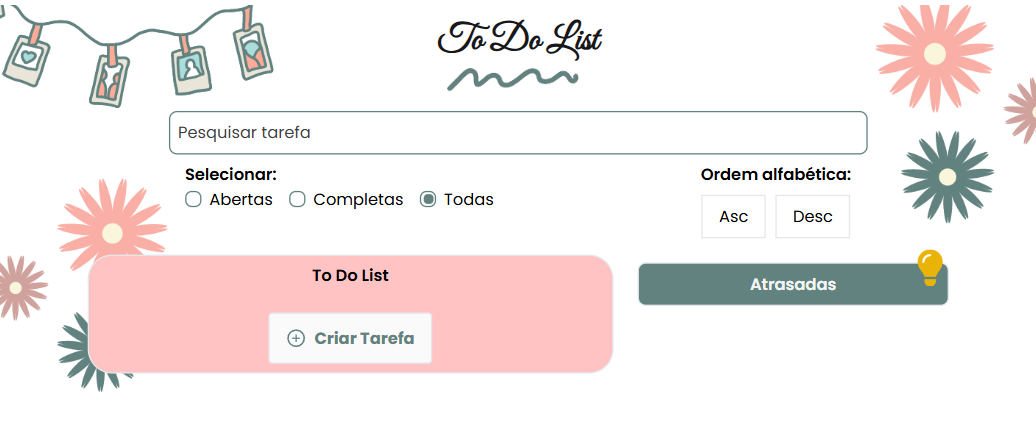 To Do List
Pesquisar tarefa
Selecionar:
Abertas Completas Todas
Ordem alfabética:
Asc Desc
To Do List
Criar Tarefa
Atrasadas